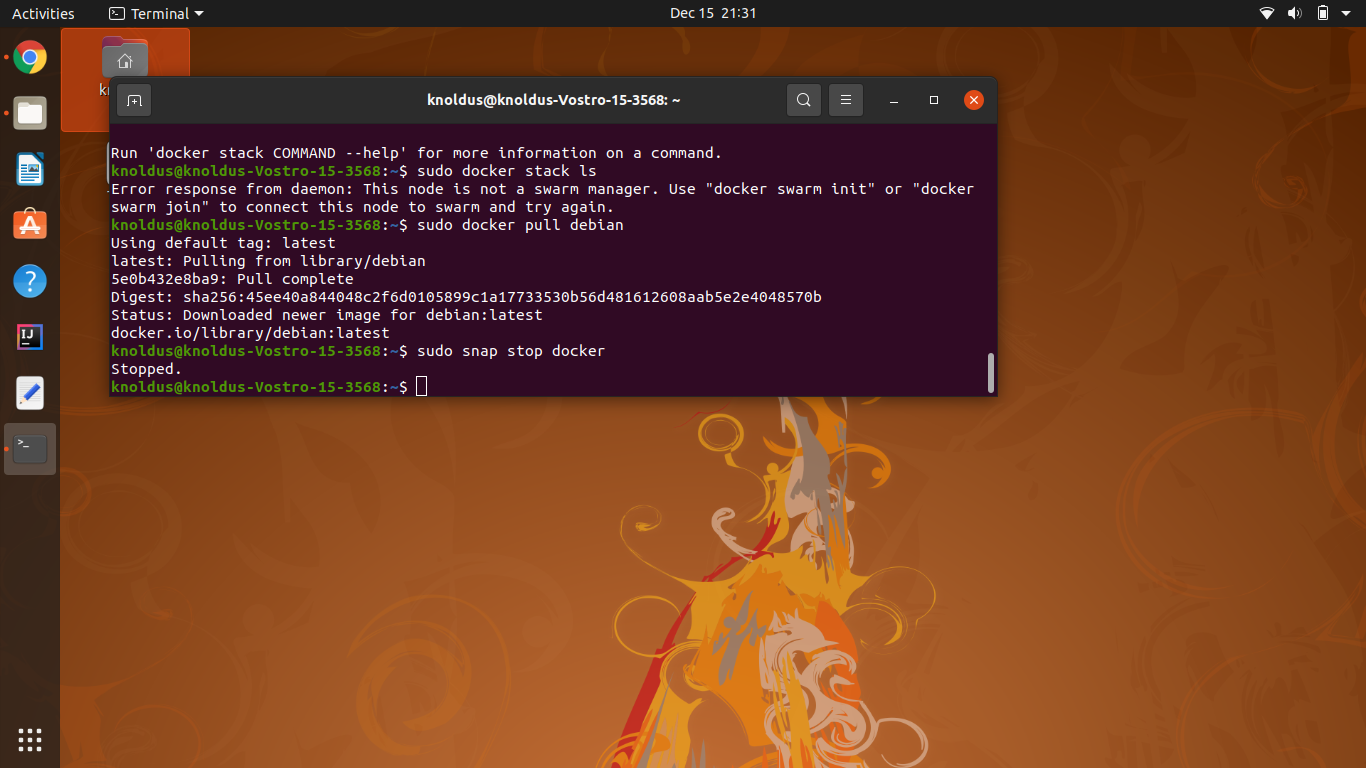 Activities
Terminal
Dec 15 21:31
knoldus@knoldus-Vostro-15-3568: ~
Run 'docker stack COMMAND --help' for more information on a command.
knoldus@knoldus-Vostro-15-3568:~$ sudo docker stack ls
Error response from daemon: This node is not a swarm manager. Use "docker swarm init" or "docker
swarm join" to connect this node to swarm and try again.
knoldus@knoldus-Vostro-15-3568:~$ sudo docker pull debian
Using default tag: latest
latest: Pulling from library/debian
5e0b432e8ba9: Pull complete
Digest: sha256:45ee40a844048c2f6d0105899c1a17733530b56d481612608aab5e2e4048570b
Status: Downloaded newer image for debian:latest
docker.io/library/debian:latest
knoldus@knoldus-Vostro-15-3568:~$ sudo snap stop docker
Stopped.
knoldus@knoldus-Vostro-15-3568:~$
IJ